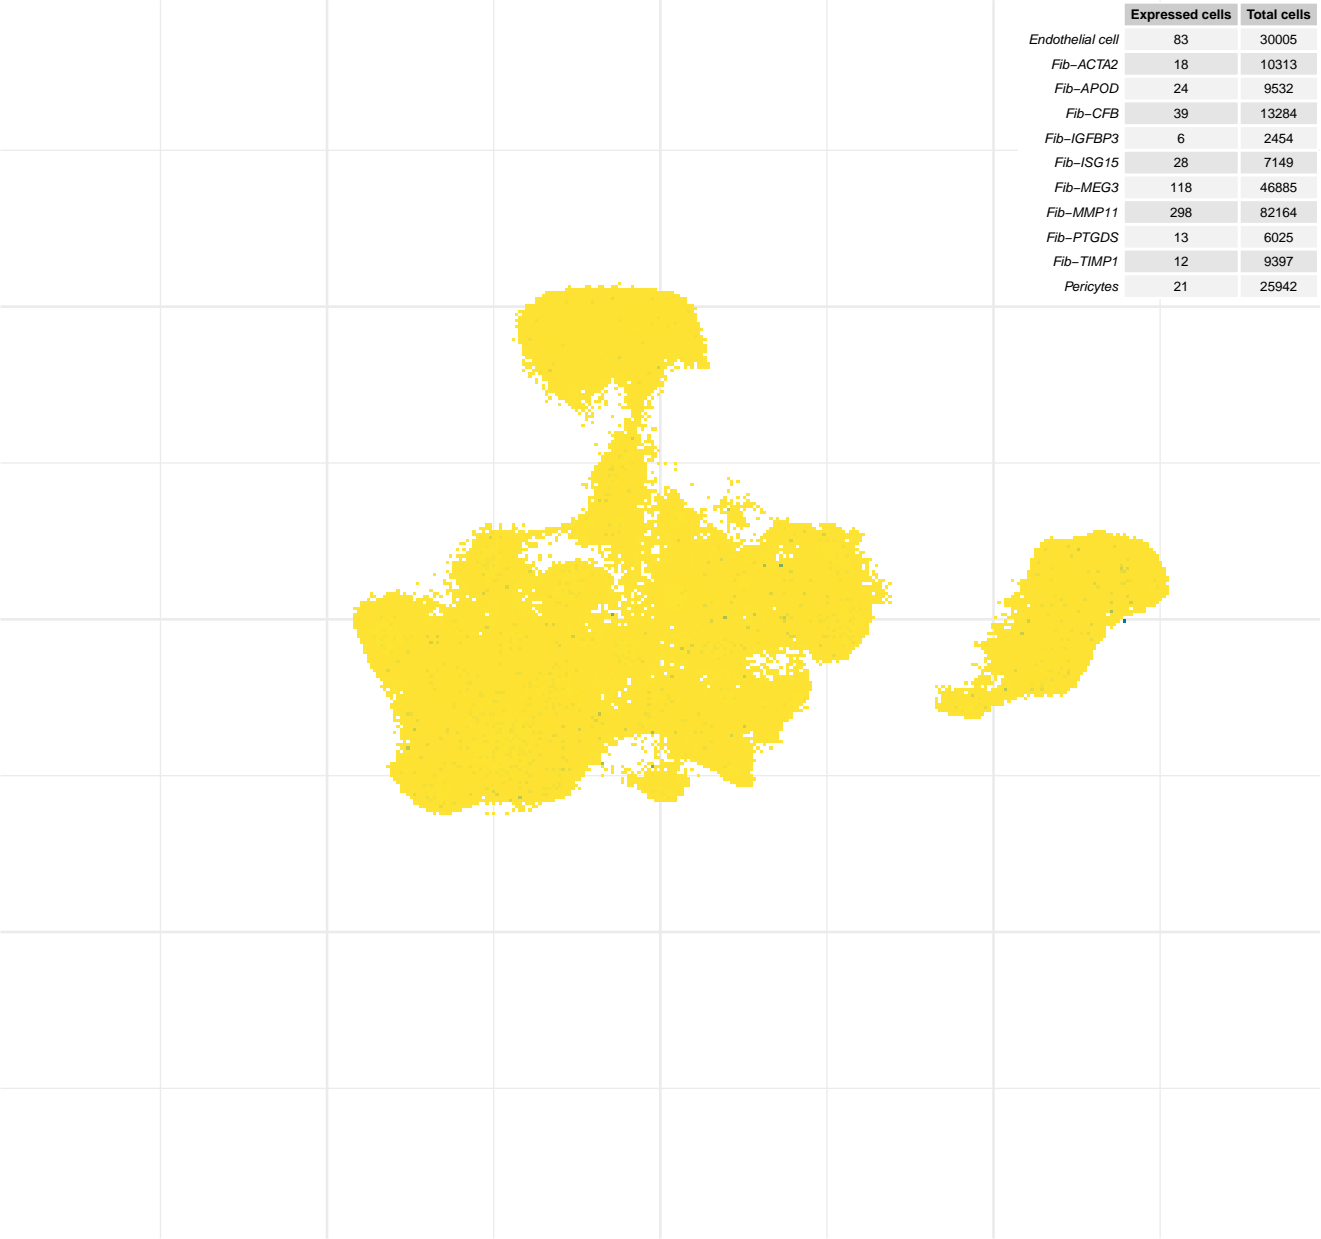 Expressed cells Total cells
Endothelial cell 83 30005
Fib−ACTA2 18 10313
Fib−APOD 24 9532
Fib−CFB 39 13284
Fib−IGFBP3 6 2454
Fib−ISG15 28 7149
Fib−MEG3 118 46885
Fib−MMP11 298 82164
Fib−PTGDS 13 6025
Fib−TIMP1 12 9397
Pericytes 21 25942